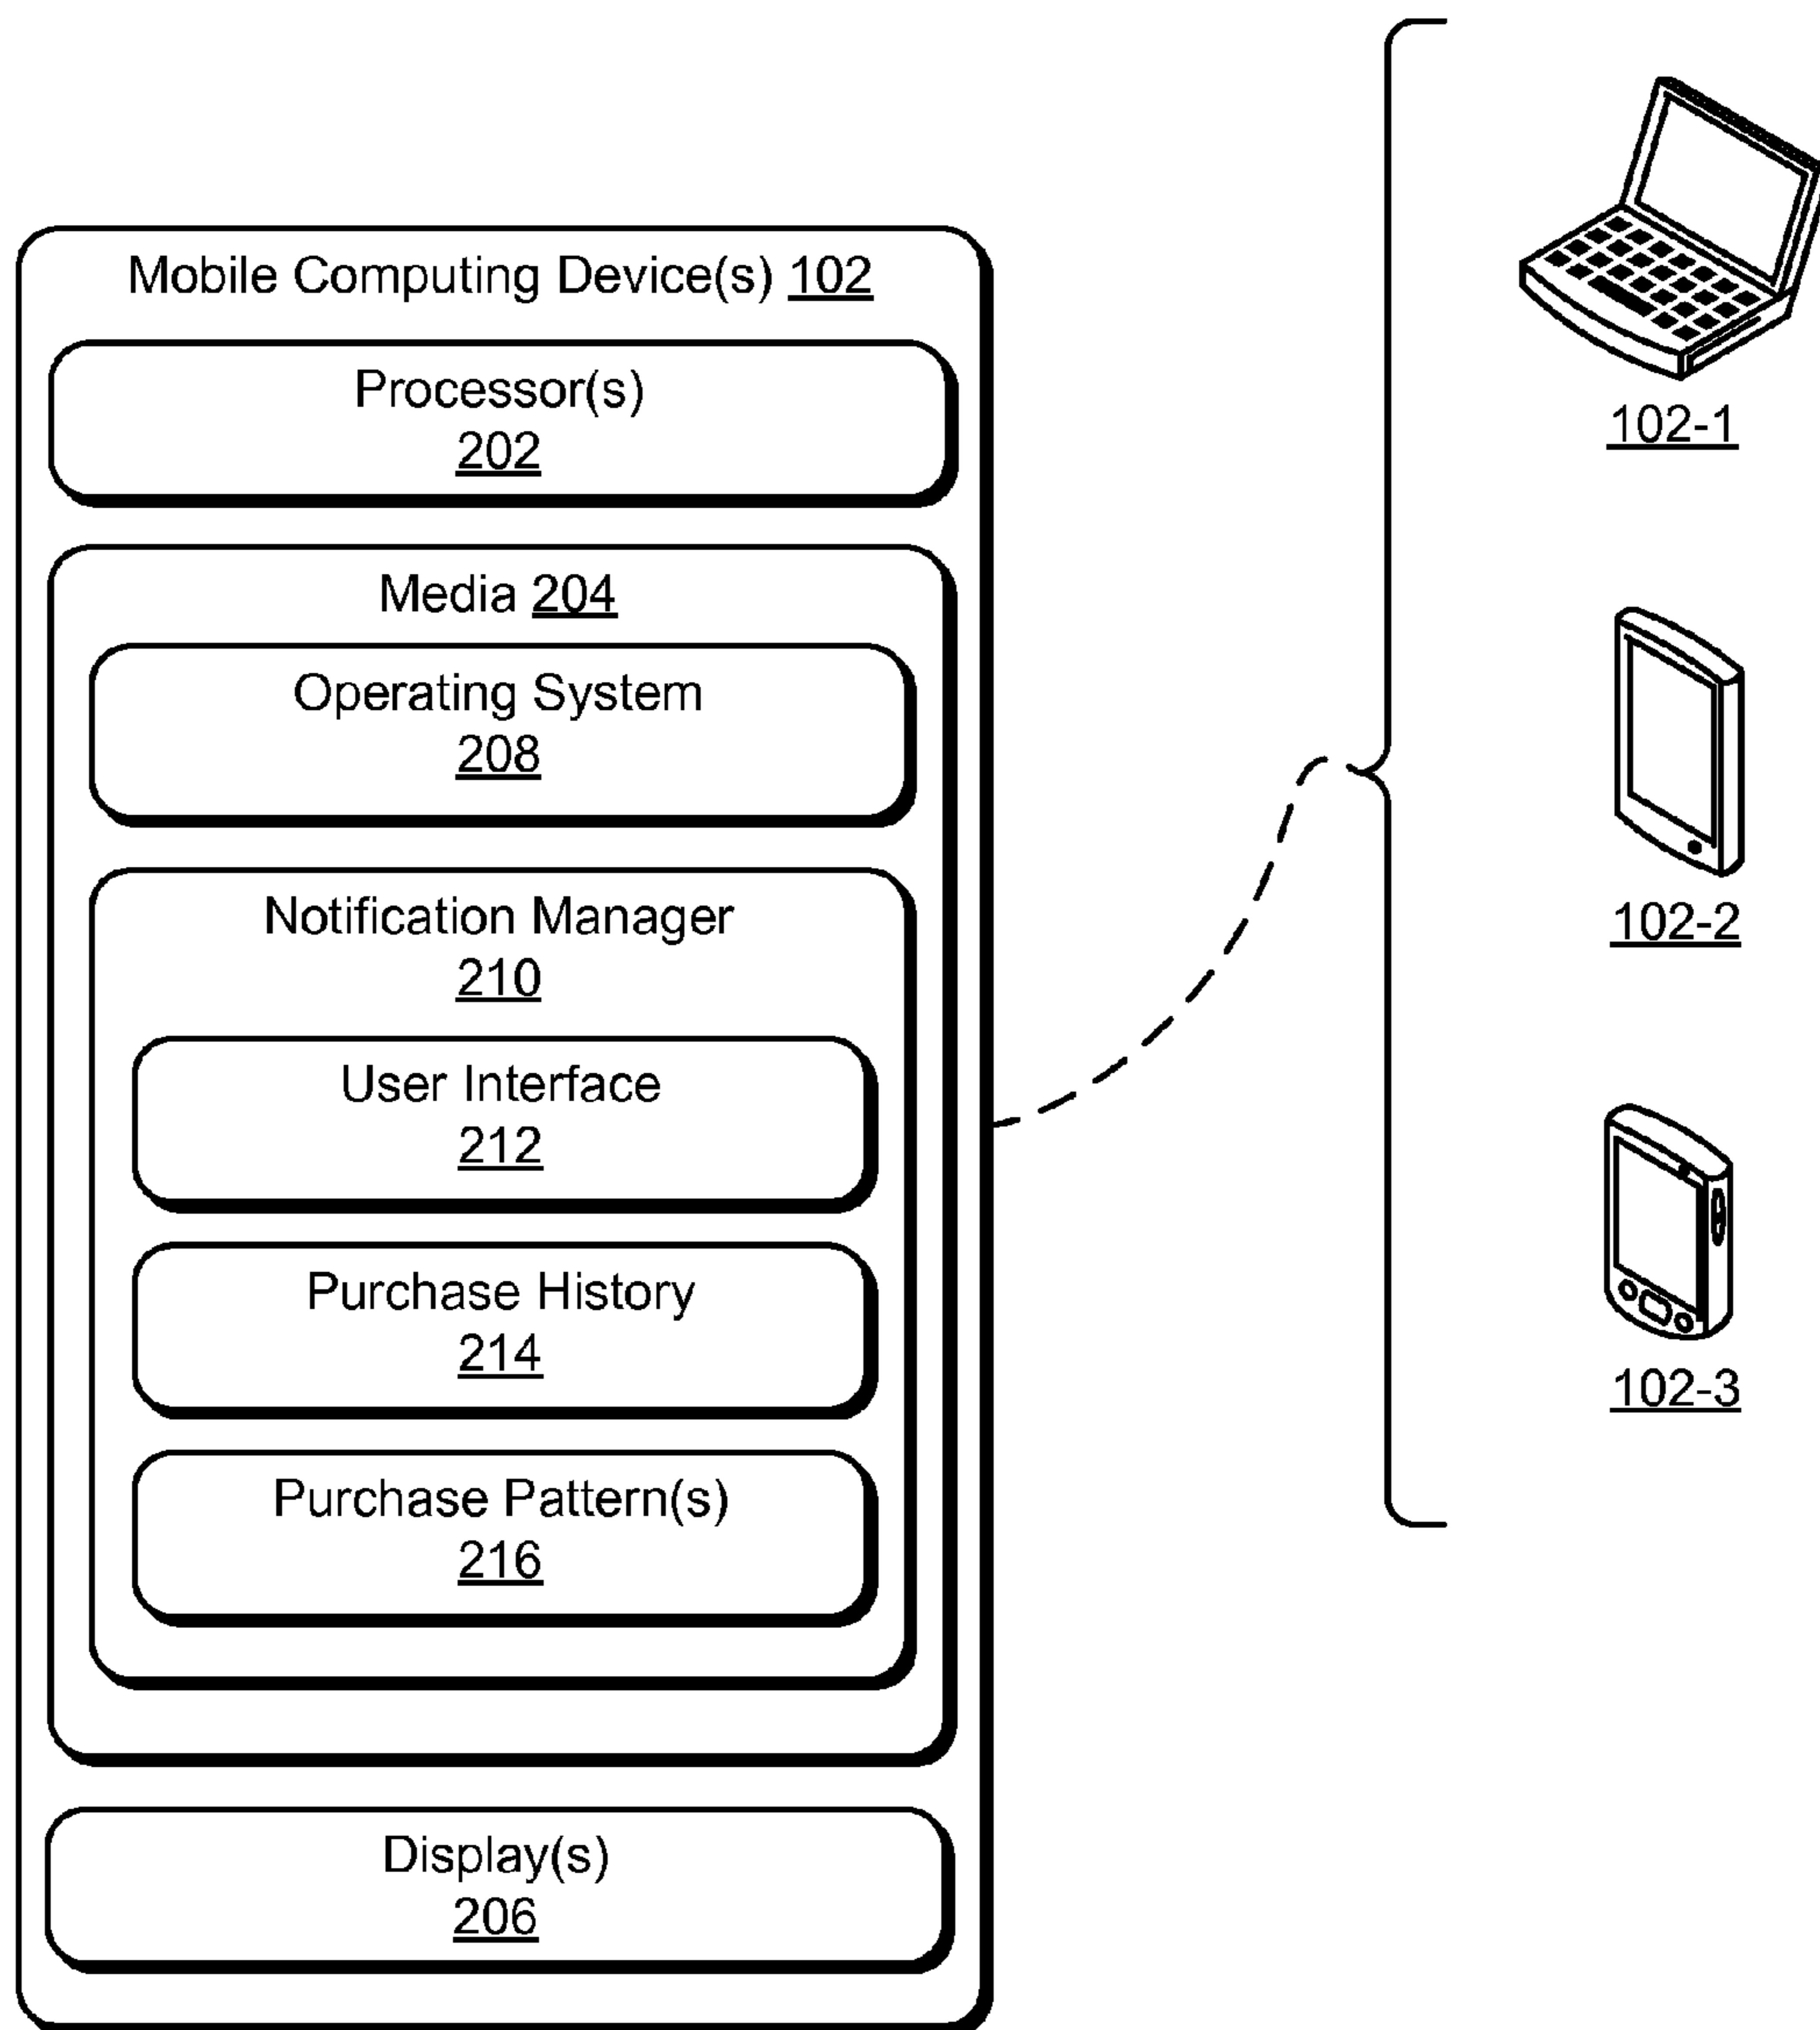 Mobile Computing Device(s) 102
Processor(s)
202
Media 204
Operating System
208
Notification Manager
210
User Interface
212
Purchase History
214
Purchase Pattern(s)
216
Display(s)
206
102-1
102-2
102-3